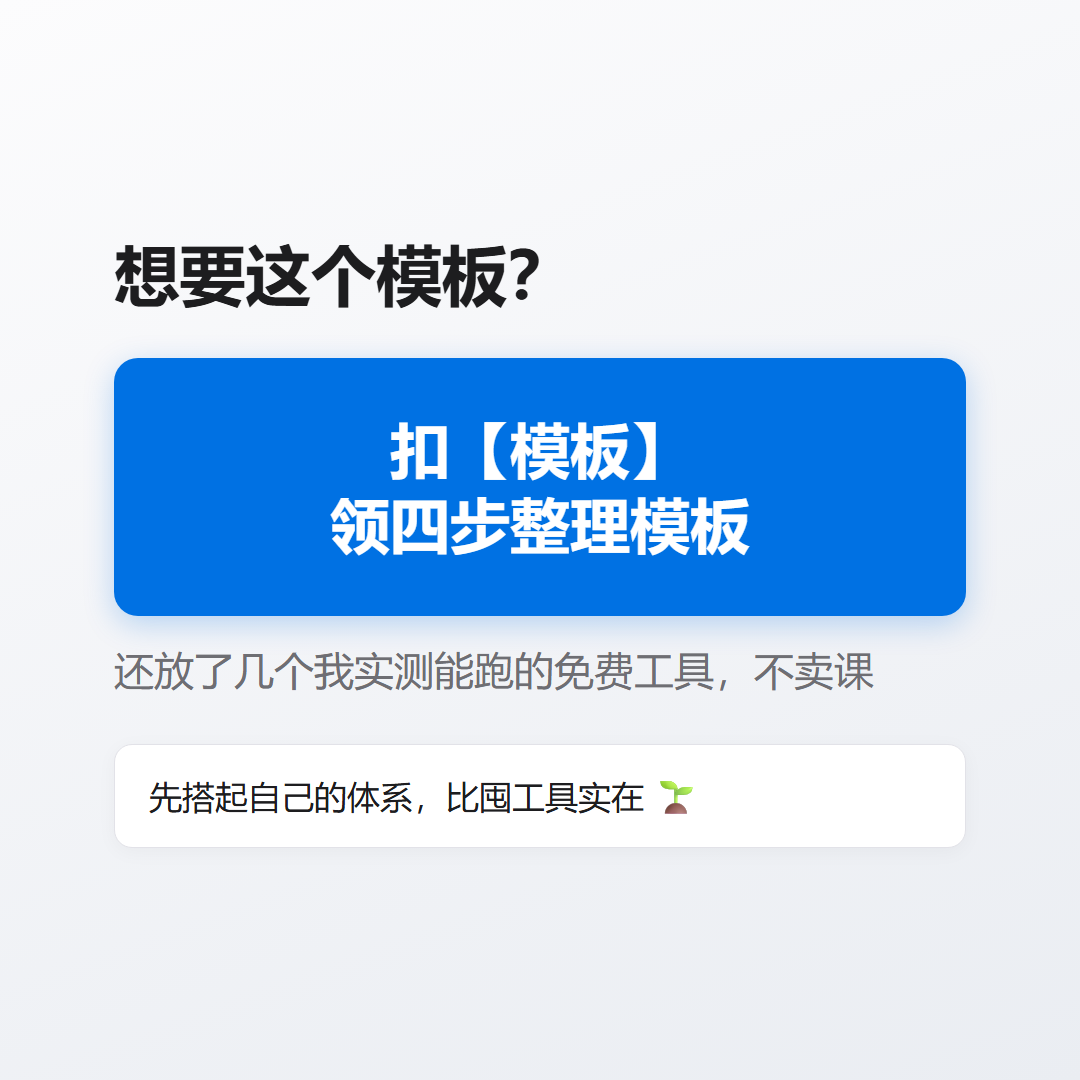 想要这个模板？
扣【模板】
领四步整理模板
还放了几个我实测能跑的免费工具，不卖课
先搭起自己的体系，比囤工具实在 🌱